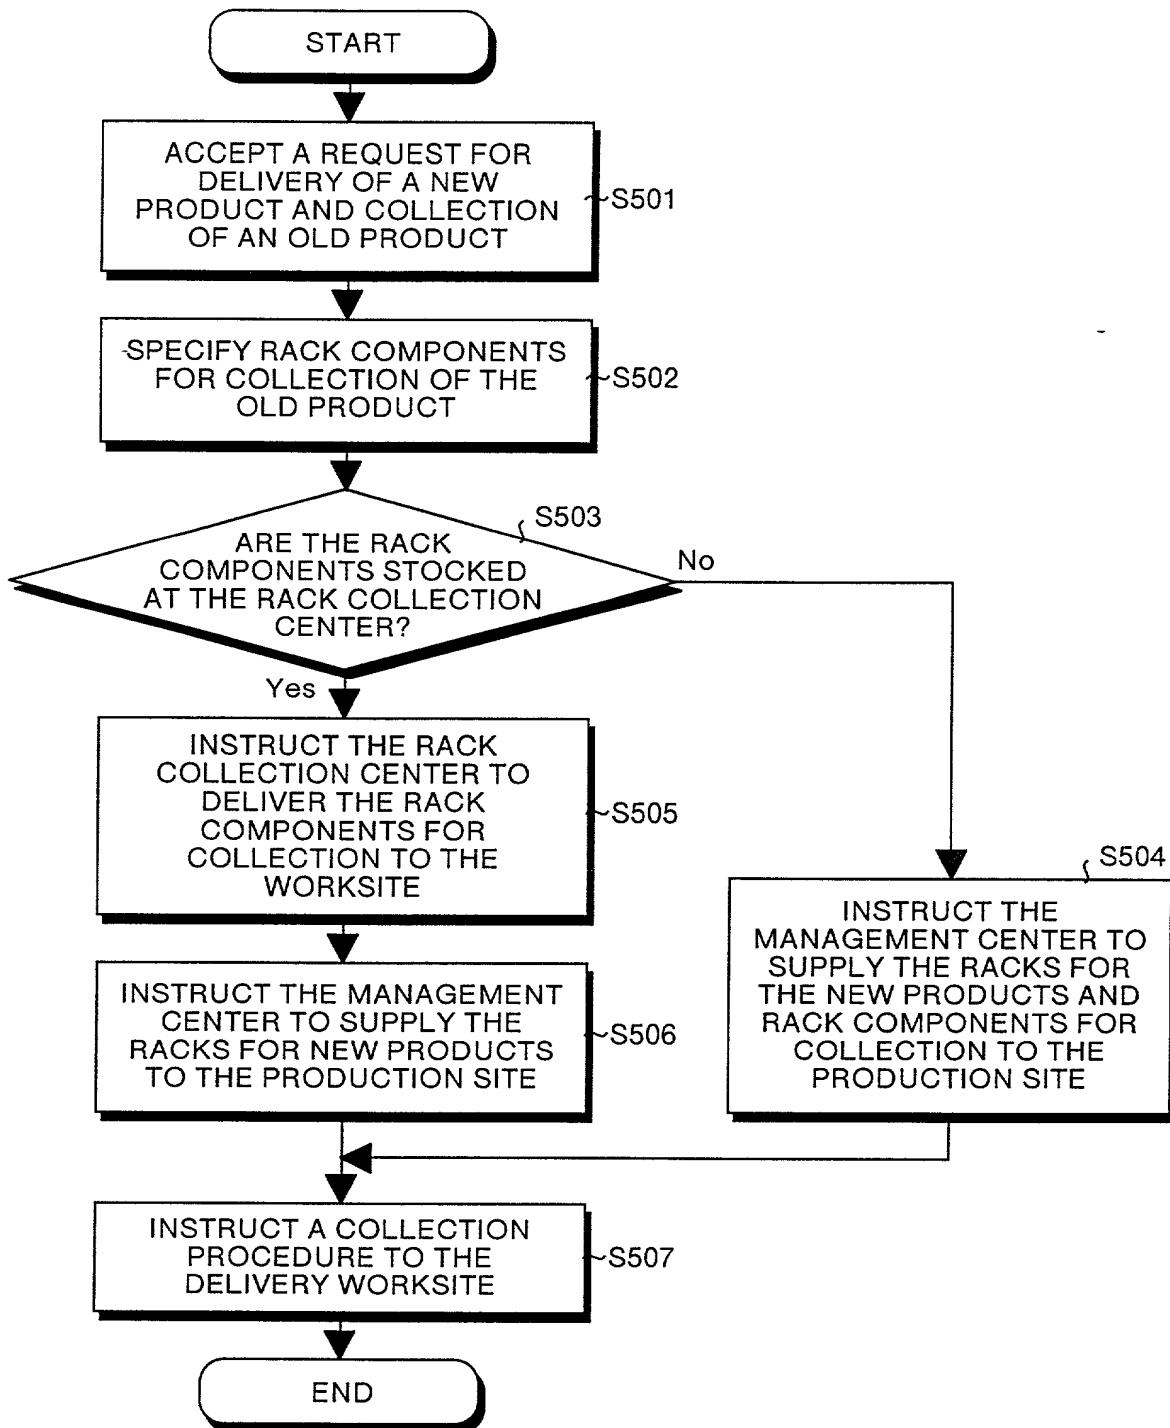 START
ACCEPT A REQUEST FOR
DELIVERY OF A NEW
PRODUCT AND COLLECTION
OF AN OLD PRODUCT
S501
SPECIFY RACK COMPONENTS
FOR COLLECTION OF THE
OLD PRODUCT
S502
S503
ARE THE RACK
COMPONENTS STOCKED
AT THE RACK COLLECTION
CENTER?
No
Yes
INSTRUCT THE RACK
COLLECTION CENTER TO
DELIVER THE RACK
COMPONENTS FOR
COLLECTION TO THE
WORKSITE
S505
S504
INSTRUCT THE
MANAGEMENT CENTER TO
SUPPLY THE RACKS FOR
THE NEW PRODUCTS AND
RACK COMPONENTS FOR
COLLECTION TO THE
PRODUCTION SITE
INSTRUCT THE MANAGEMENT
CENTER TO SUPPLY THE
RACKS FOR NEW PRODUCTS
TO THE PRODUCTION SITE
S506
INSTRUCT A COLLECTION
PROCEDURE TO THE
DELIVERY WORKSITE
S507
END